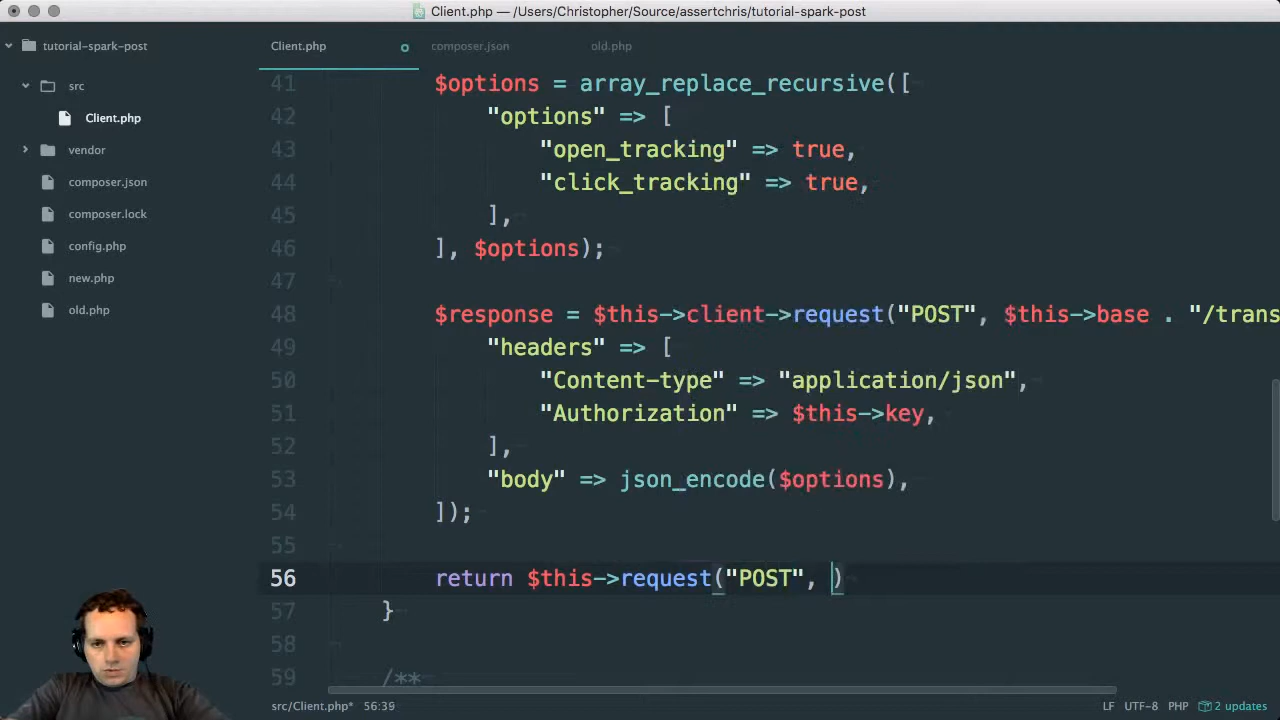 Client.php — /Users/Christopher/Source/assertchris/tutorial-spark-post
tutorial-spark-post
src
Client.php
vendor
composer.json
composer.lock
config.php
new.php
old.php
Client.php composer.json old.php
41 $options = array_replace_recursive([
42 "options" => [
43 "open_tracking" => true,
44 "click_tracking" => true,
45 ],
46 ], $options);
47
48 $response = $this->client->request("POST", $this->base . "/trans
49 "headers" => [
50 "Content-type" => "application/json",
51 "Authorization" => $this->key,
52 ],
53 "body" => json_encode($options),
54 ]);
55
56 return $this->request("POST", )
57 }
58
59 /**
src/Client.php* 56:39 LF UTF-8 PHP 2 updates